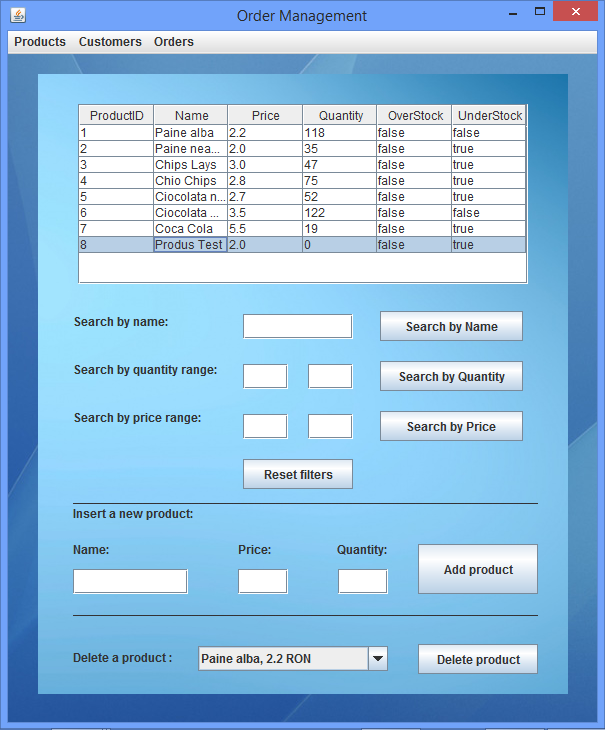 Order Management
Products Customers Orders
ProductID Name Price Quantity OverStock UnderStock
1 Paine alba 2.2 118 false false
2 Paine nea... 2.0 35 false true
3 Chips Lays 3.0 47 false true
4 Chio Chips 2.8 75 false true
5 Ciocolata n... 2.7 52 false true
6 Ciocolata ... 3.5 122 false false
7 Coca Cola 5.5 19 false true
8 Produs Test 2.0 0 false true
Search by name: Search by Name
Search by quantity range: Search by Quantity
Search by price range: Search by Price
Reset filters
Insert a new product:
Name: Price: Quantity:
Add product
Delete a product : Paine alba, 2.2 RON Delete product